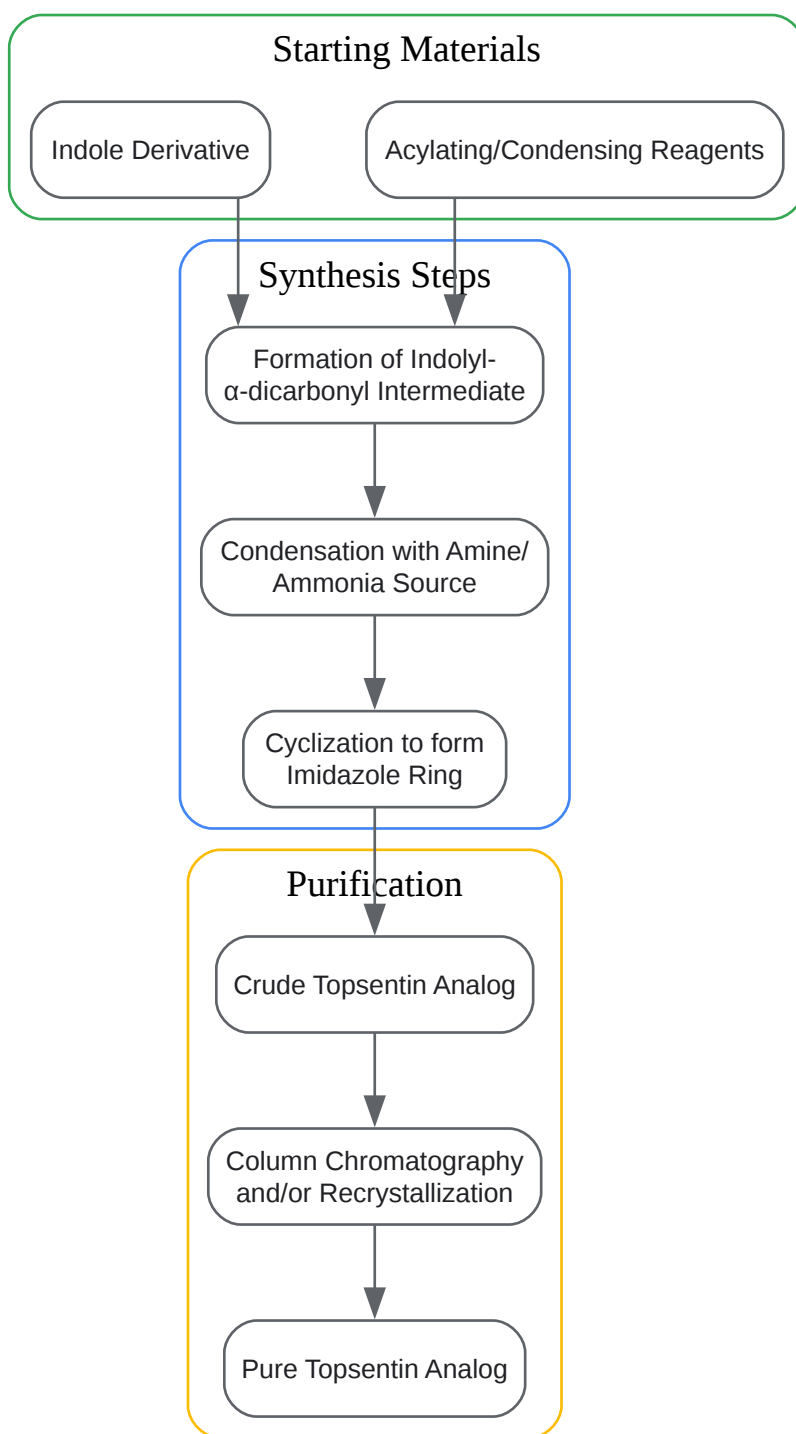 Starting Materials
Indole Derivative
Acylating/Condensing Reagents
Synthesis Steps
Formation of Indolyl-
α-dicarbonyl Intermediate
Condensation with Amine/
Ammonia Source
Cyclization to form
Imidazole Ring
Purification
Crude Topsentin Analog
Column Chromatography
and/or Recrystallization
Pure Topsentin Analog